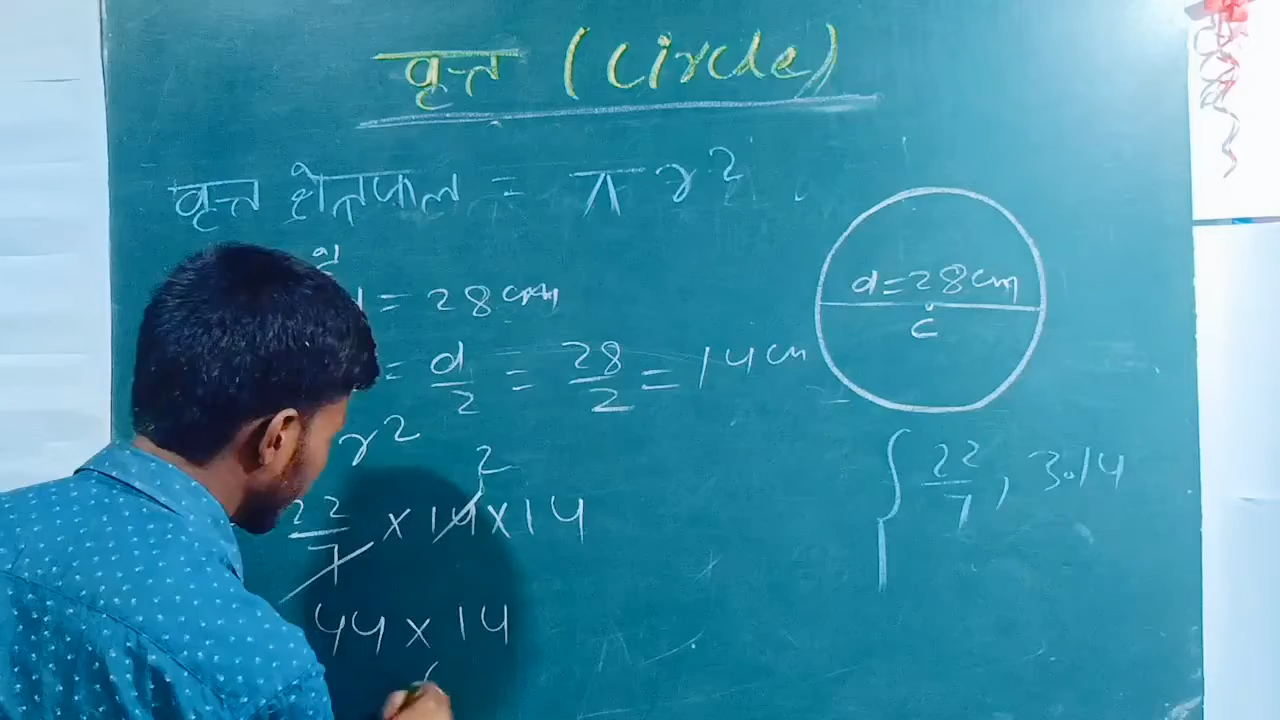 वृत्त (Circle)
वृत्त क्षेत्रफल = π r²
= 28 cm
= d/2 = 28/2 = 14 cm
r²
22/7 × 14 × 14
2
44 × 14
d = 28 cm
C
22/7, 3.14